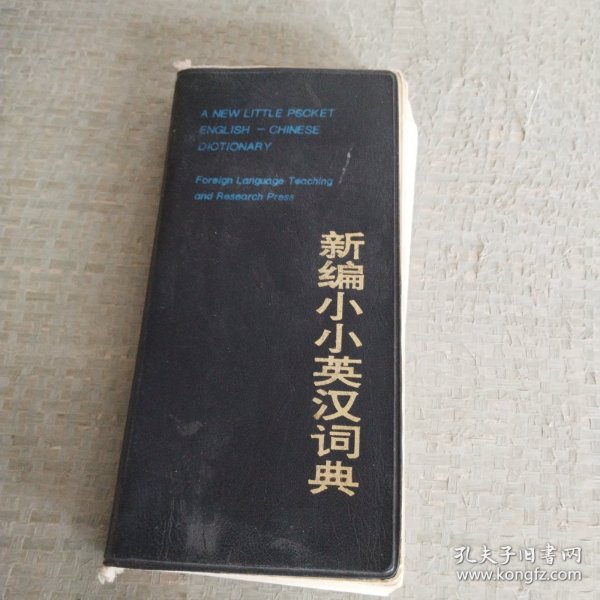 A NEW LITTLE PSCKET
ENGLISH – CHINESE
DICTIONARY
Foreign Language Teaching
and Research Press
新编小小英汉词典
孔夫子旧书网
www.kongfz.com